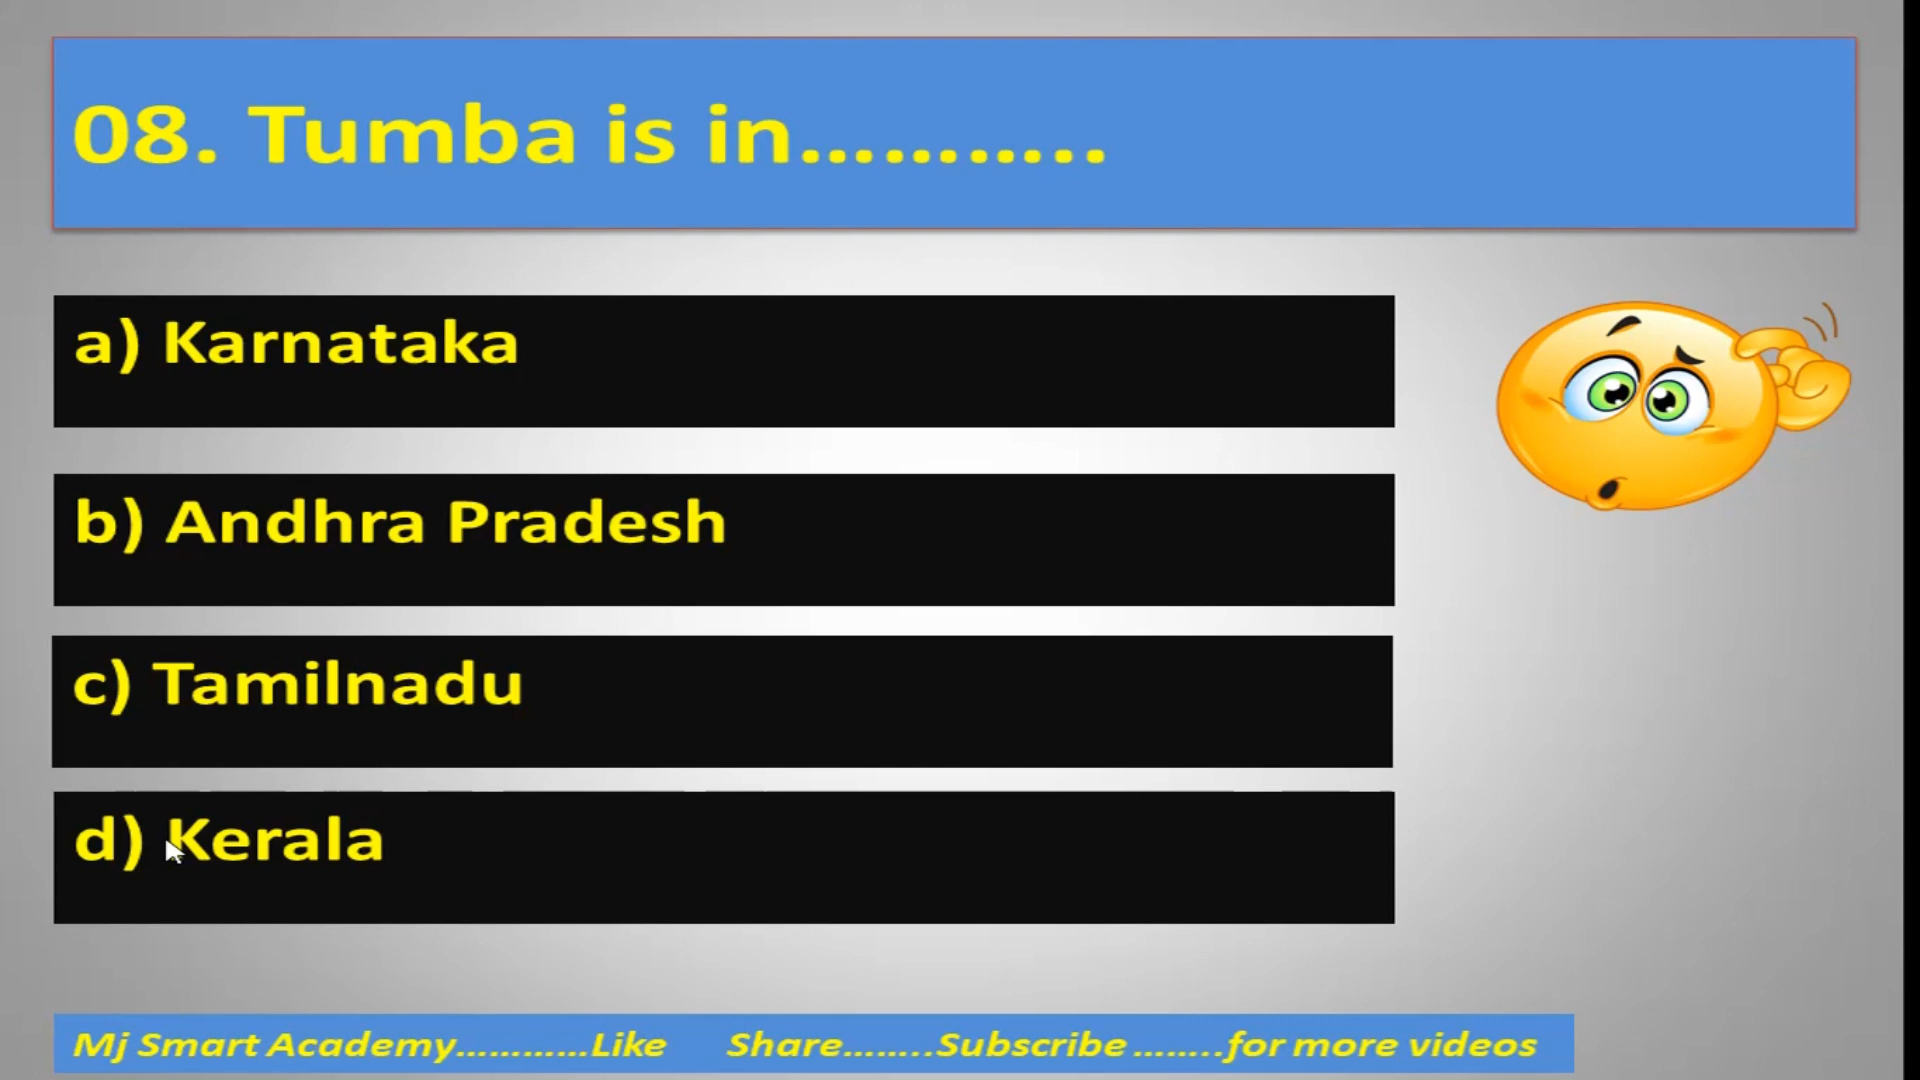 08. Tumba is in………..
a) Karnataka
b) Andhra Pradesh
c) Tamilnadu
d) Kerala
Mj Smart Academy…………Like Share……..Subscribe ……..for more videos